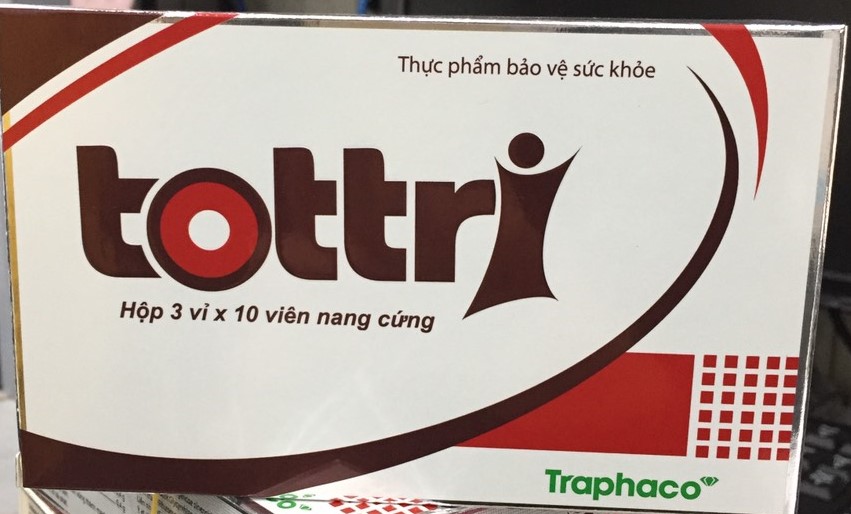 Thực phẩm bảo vệ sức khỏe
tottri
Hộp 3 vỉ x 10 viên nang cứng
Traphaco